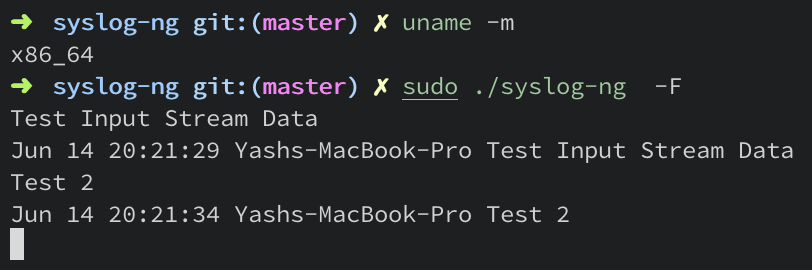 ➜ syslog-ng git:(master) ✗ uname -m
x86_64
➜ syslog-ng git:(master) ✗ sudo ./syslog-ng  -F
Test Input Stream Data
Jun 14 20:21:29 Yashs-MacBook-Pro Test Input Stream Data
Test 2
Jun 14 20:21:34 Yashs-MacBook-Pro Test 2